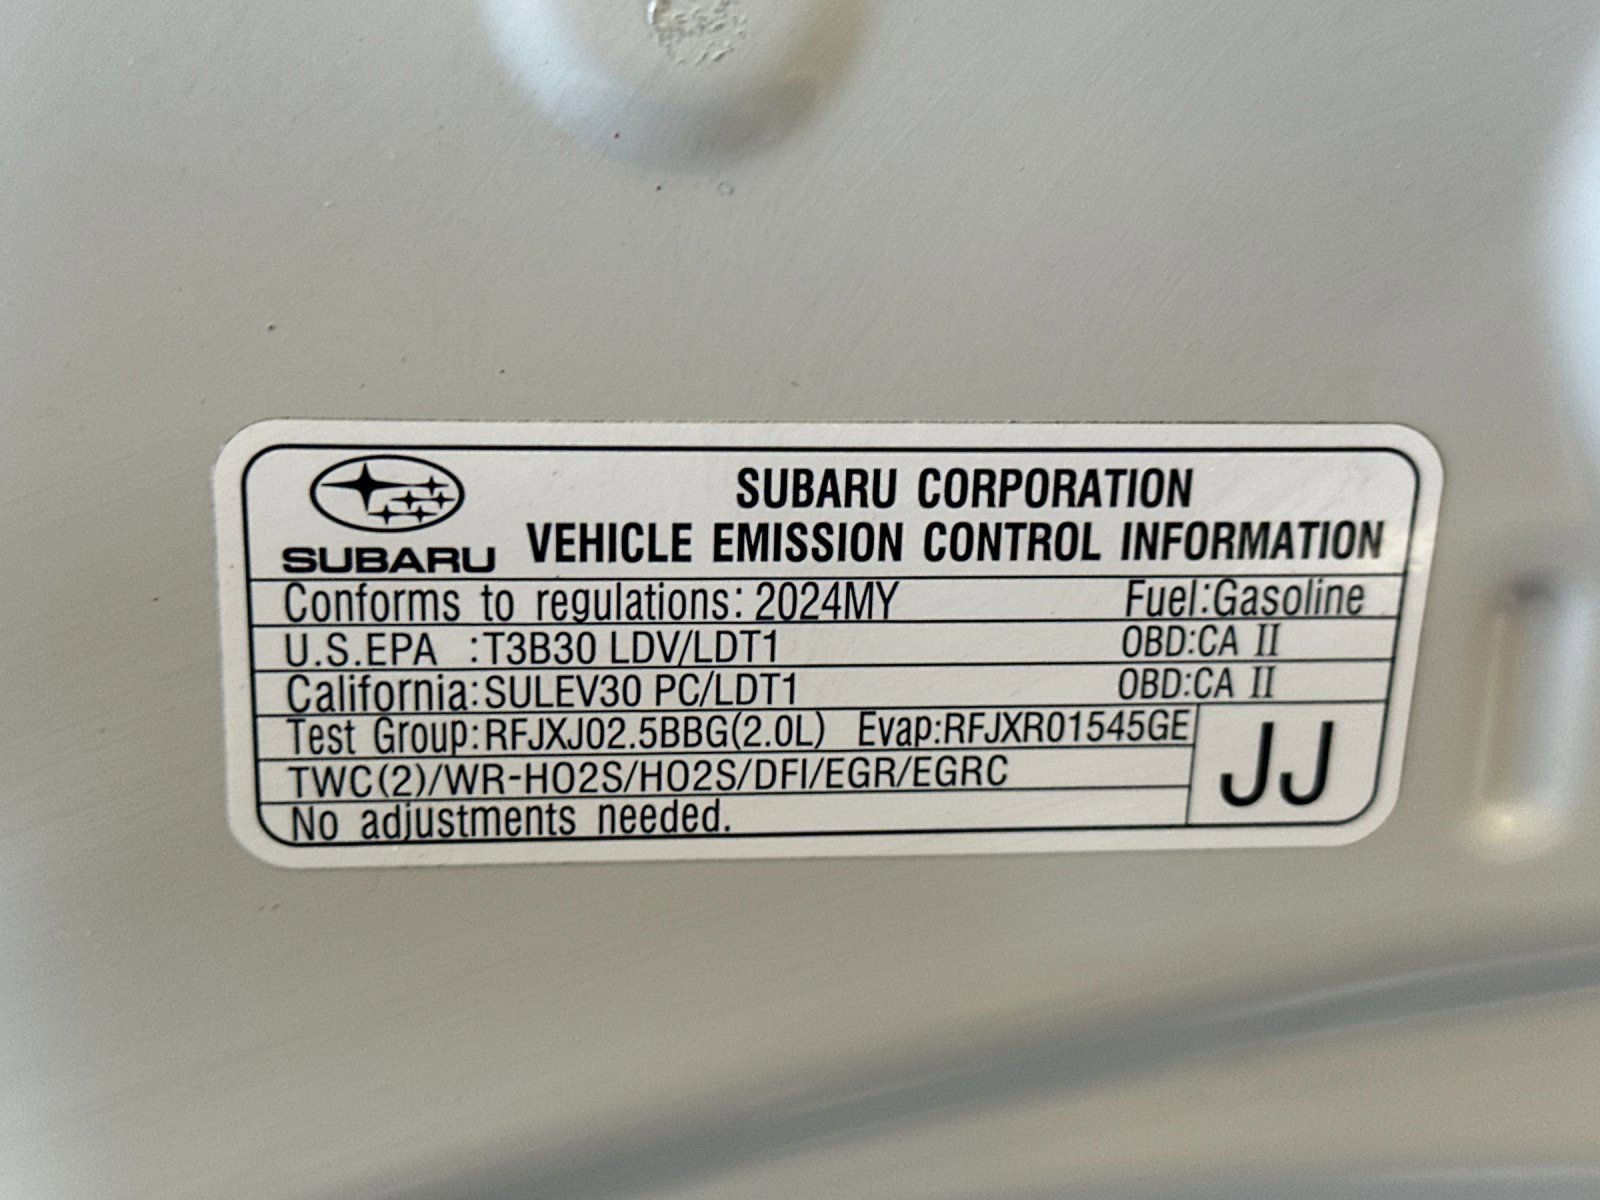 SUBARU
SUBARU CORPORATION
VEHICLE EMISSION CONTROL INFORMATION
Conforms to regulations: 2024MY Fuel:Gasoline
U.S.EPA :T3B30 LDV/LDT1 OBD:CA II
California:SULEV30 PC/LDT1 OBD:CA II
Test Group:RFJXJ02.5BBG(2.0L) Evap:RFJXR01545GE
TWC(2)/WR-HO2S/HO2S/DFI/EGR/EGRC
No adjustments needed.
JJ